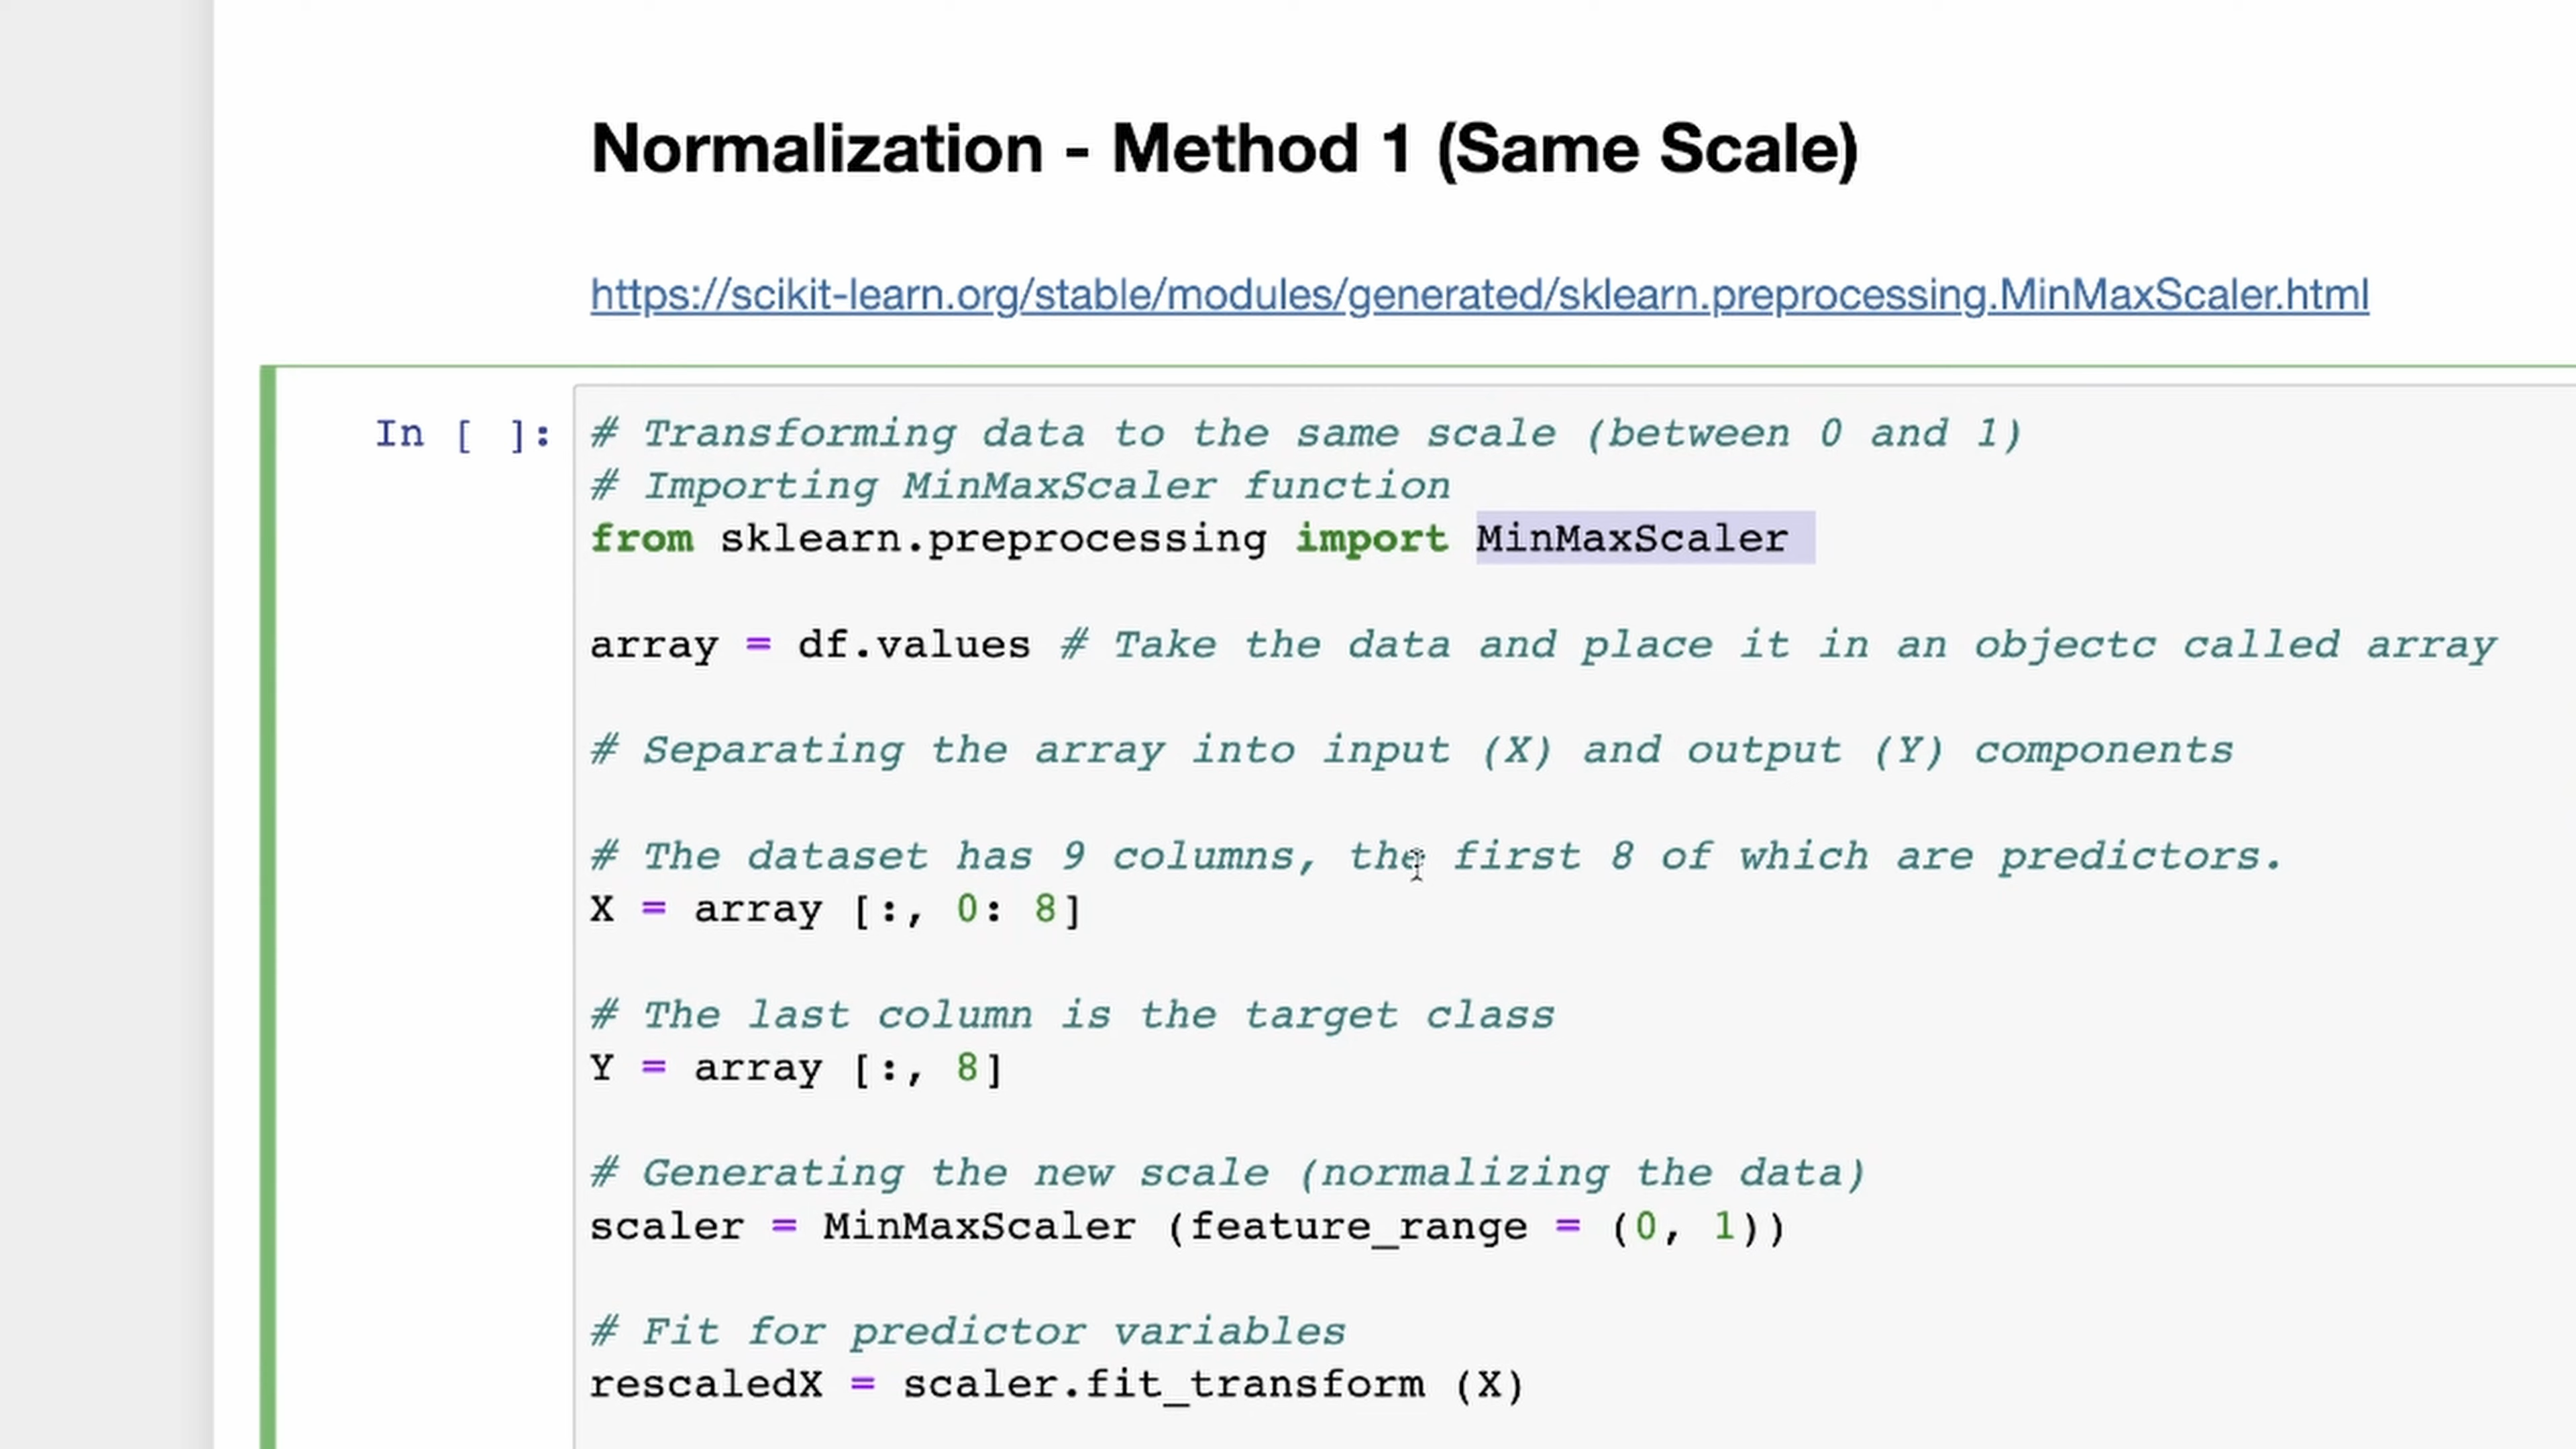 Normalization - Method 1 (Same Scale)
https://scikit-learn.org/stable/modules/generated/sklearn.preprocessing.MinMaxScaler.html
In [ ]:
# Transforming data to the same scale (between 0 and 1)
# Importing MinMaxScaler function
from sklearn.preprocessing import MinMaxScaler
array = df.values # Take the data and place it in an objectc called array
# Separating the array into input (X) and output (Y) components
# The dataset has 9 columns, the first 8 of which are predictors.
X = array [:, 0: 8]
# The last column is the target class
Y = array [:, 8]
# Generating the new scale (normalizing the data)
scaler = MinMaxScaler (feature_range = (0, 1))
# Fit for predictor variables
rescaledX = scaler.fit_transform (X)